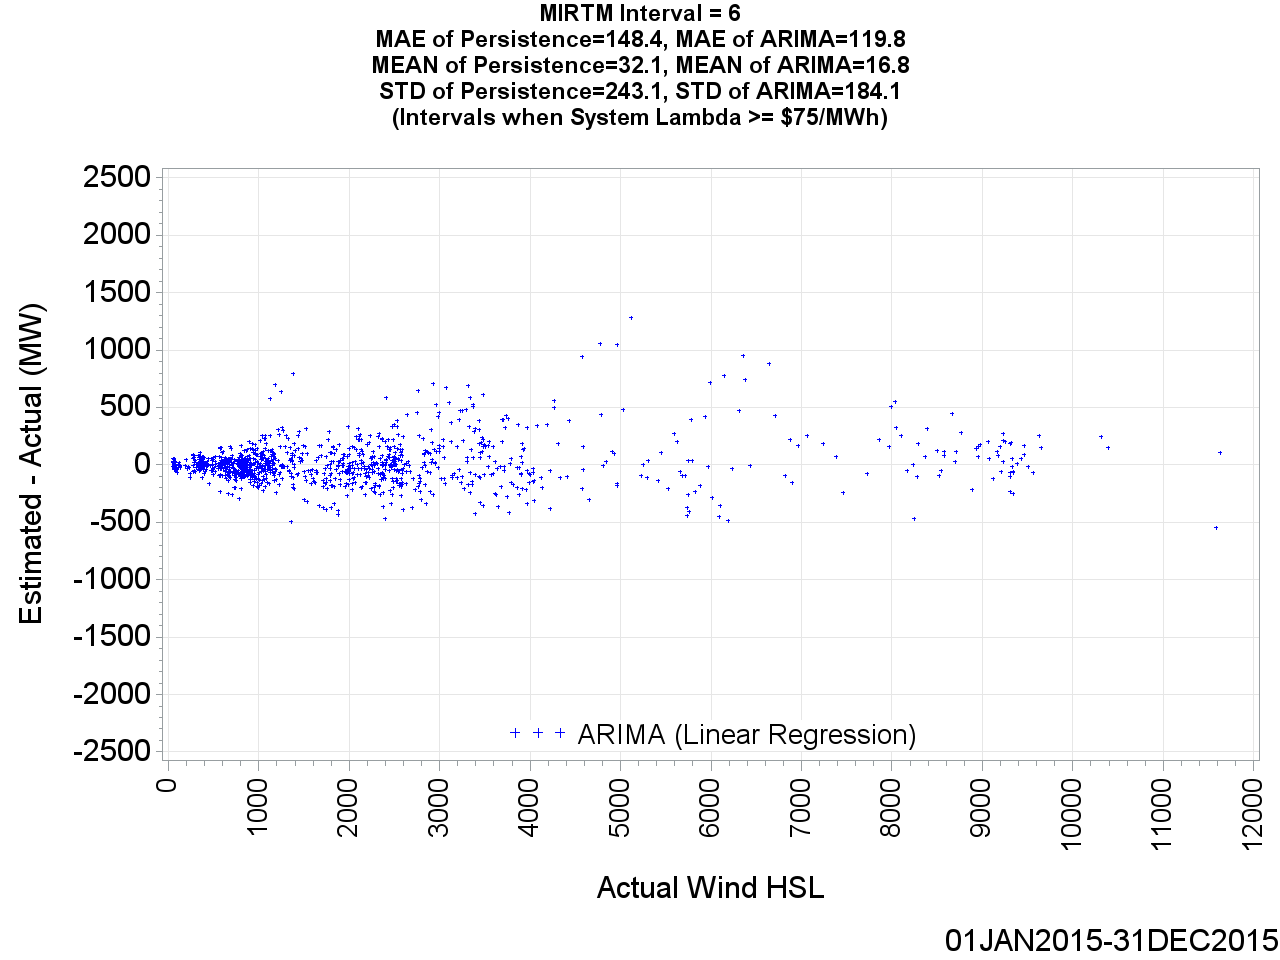 MIRTM Interval = 6
MAE of Persistence=148.4, MAE of ARIMA=119.8
MEAN of Persistence=32.1, MEAN of ARIMA=16.8
STD of Persistence=243.1, STD of ARIMA=184.1
(Intervals when System Lambda >= $75/MWh)
Estimated - Actual (MW)
2500
2000
1500
1000
500
0
-500
-1000
-1500
-2000
-2500
ARIMA (Linear Regression)
0
1000
2000
3000
4000
5000
6000
7000
8000
9000
10000
11000
12000
Actual Wind HSL
01JAN2015-31DEC2015